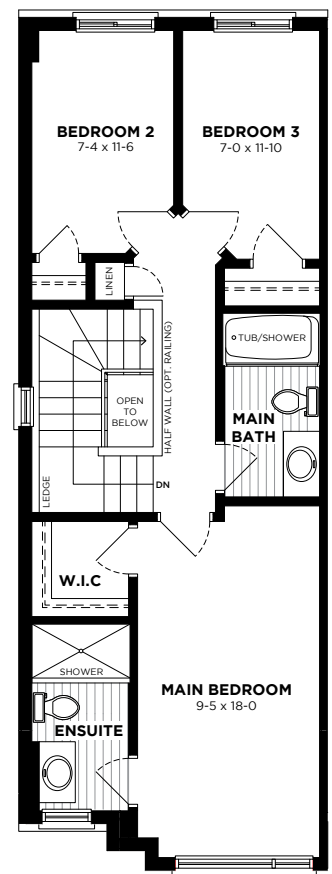 BEDROOM 2
7-4 x 11-6
BEDROOM 3
7-0 x 11-10
LINEN
TUB/SHOWER
HALF WALL (OPT. RAILING)
OPEN
TO
BELOW
MAIN
BATH
LEDGE
DN
W.I.C
SHOWER
MAIN BEDROOM
9-5 x 18-0
ENSUITE